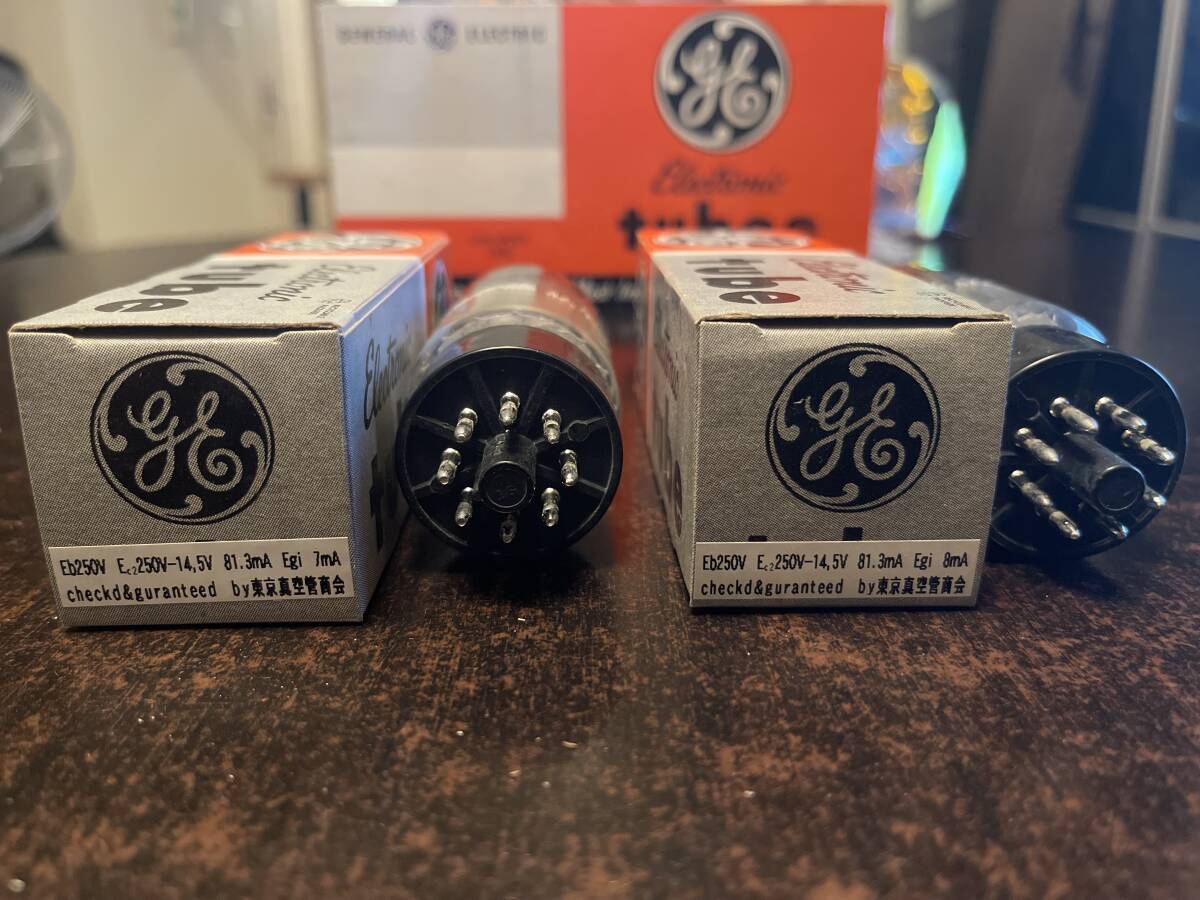 GENERAL GE ELECTRIC
GE
Electronic
tubes
tube
Electronic
tube
Electronic
Electronic
GE
GE
Eb250V Ec2250V-14,5V 81.3mA Egi 7mA
checkd&guranteed by東京真空管商会
Eb250V Ec2250V-14,5V 81.3mA Egi 8mA
checkd&guranteed by東京真空管商会